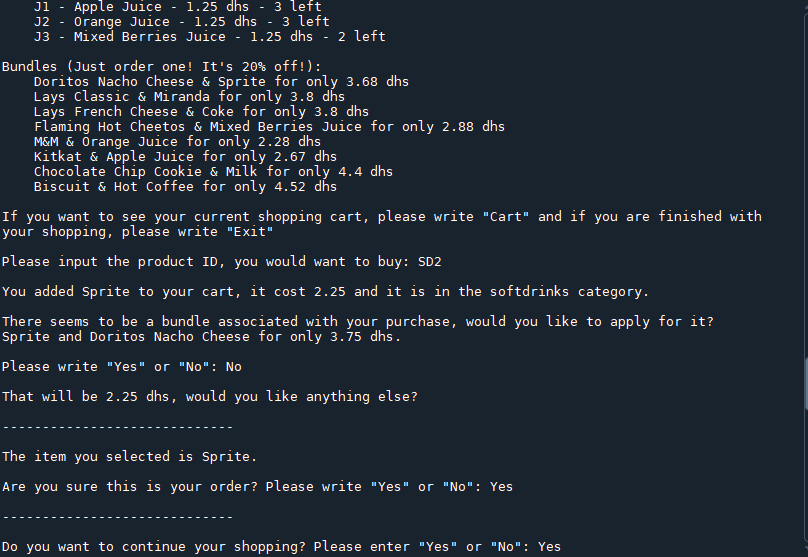 J1 - Apple Juice - 1.25 dhs - 3 left
J2 - Orange Juice - 1.25 dhs - 3 left
J3 - Mixed Berries Juice - 1.25 dhs - 2 left
Bundles (Just order one! It's 20% off!):
Doritos Nacho Cheese & Sprite for only 3.68 dhs
Lays Classic & Miranda for only 3.8 dhs
Lays French Cheese & Coke for only 3.8 dhs
Flaming Hot Cheetos & Mixed Berries Juice for only 2.88 dhs
M&M & Orange Juice for only 2.28 dhs
Kitkat & Apple Juice for only 2.67 dhs
Chocolate Chip Cookie & Milk for only 4.4 dhs
Biscuit & Hot Coffee for only 4.52 dhs
If you want to see your current shopping cart, please write "Cart" and if you are finished with
your shopping, please write "Exit"
Please input the product ID, you would want to buy: SD2
You added Sprite to your cart, it cost 2.25 and it is in the softdrinks category.
There seems to be a bundle associated with your purchase, would you like to apply for it?
Sprite and Doritos Nacho Cheese for only 3.75 dhs.
Please write "Yes" or "No": No
That will be 2.25 dhs, would you like anything else?
-----------------------------
The item you selected is Sprite.
Are you sure this is your order? Please write "Yes" or "No": Yes
-----------------------------
Do you want to continue your shopping? Please enter "Yes" or "No": Yes